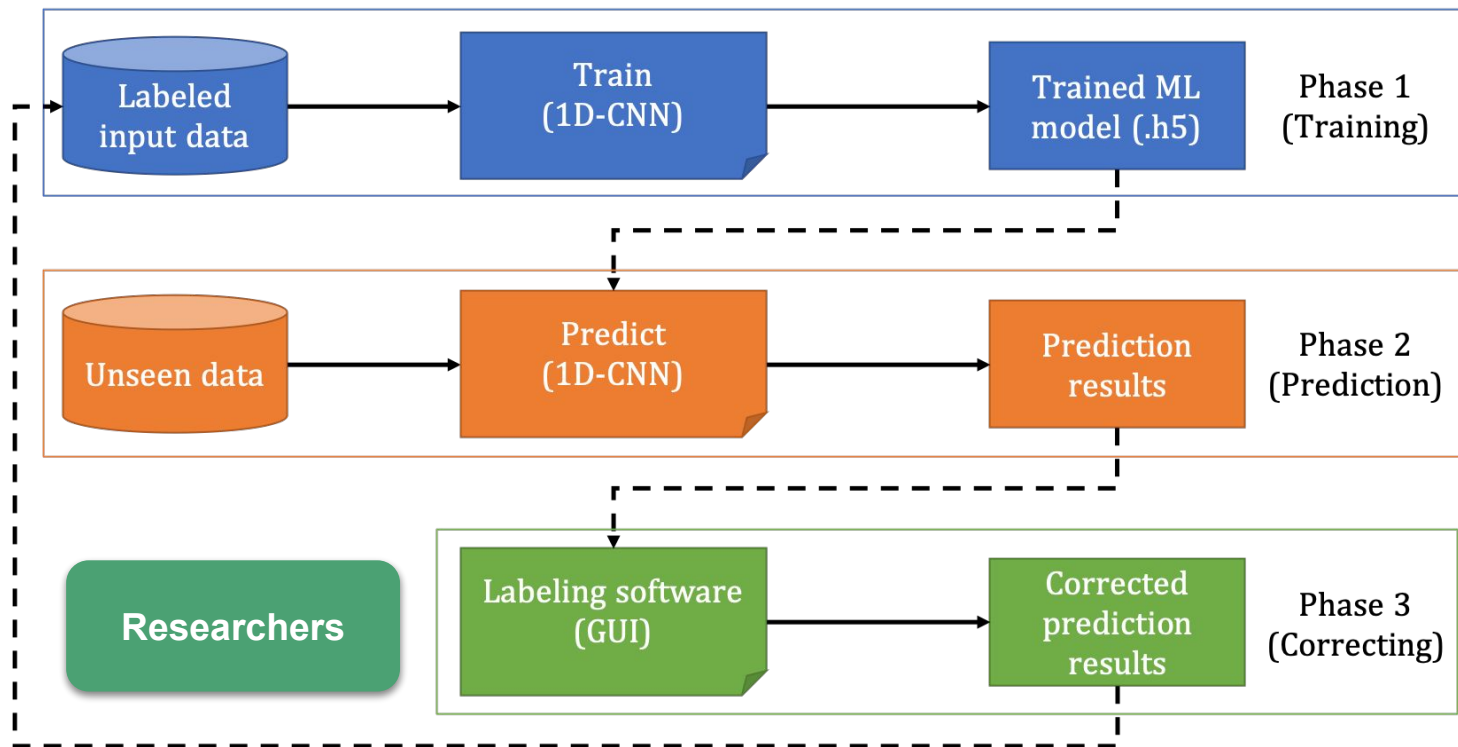 Labeled
input data
Train
(1D-CNN)
Trained ML
model (.h5)
Phase 1
(Training)
Unseen data
Predict
(1D-CNN)
Prediction
results
Phase 2
(Prediction)
Researchers
Labeling software
(GUI)
Corrected
prediction
results
Phase 3
(Correcting)